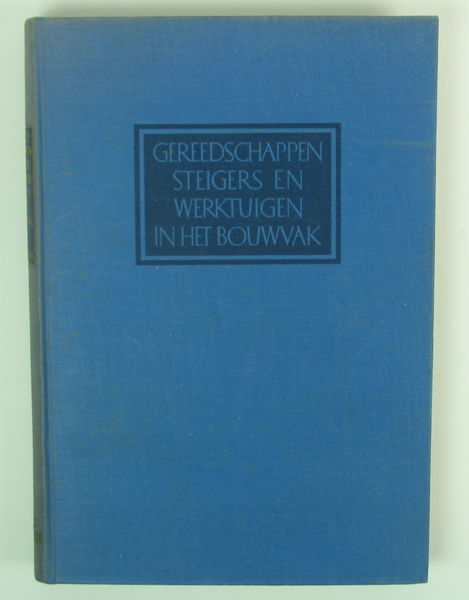 GEREEDSCHAPPEN
STEIGERS EN
WERKTUIGEN
IN HET BOUWVAK